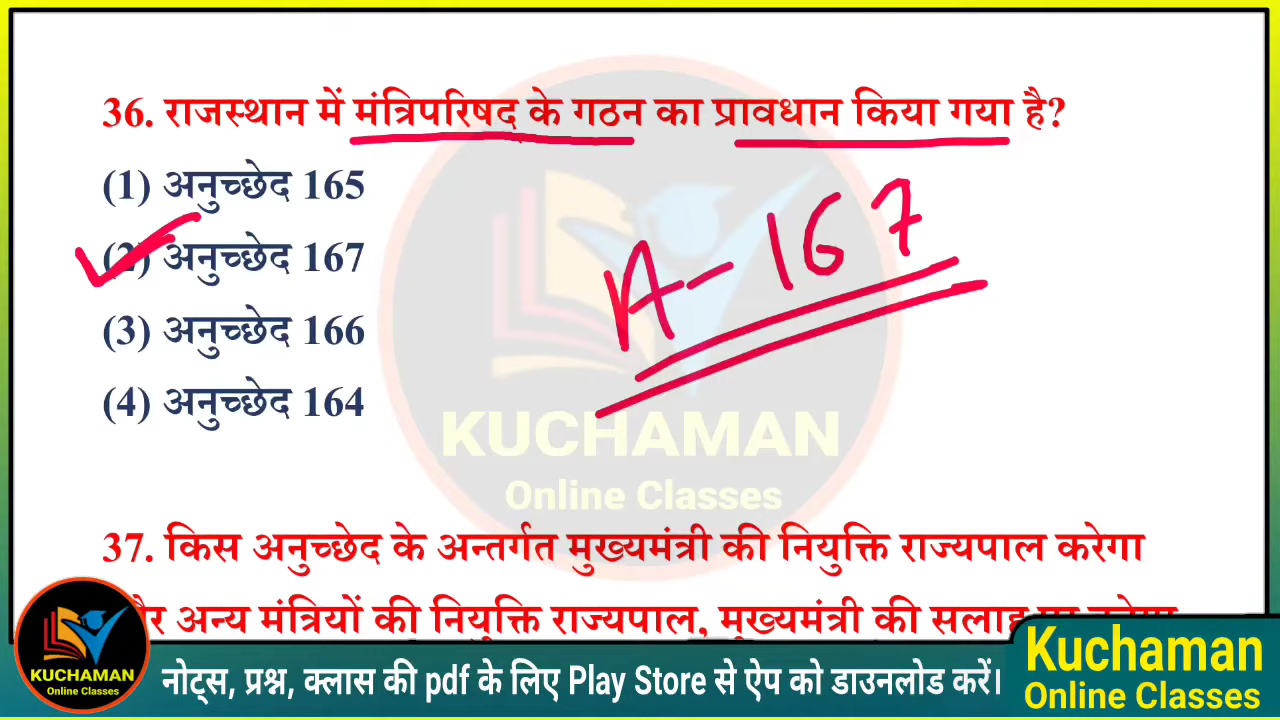 36. राजस्थान में मंत्रिपरिषद के गठन का प्रावधान किया गया है?
(1) अनुच्छेद 165
(2) अनुच्छेद 167
(3) अनुच्छेद 166
(4) अनुच्छेद 164
A-167
KUCHAMAN
Online Classes
37. किस अनुच्छेद के अन्तर्गत मुख्यमंत्री की नियुक्ति राज्यपाल करेगा
अन्य मंत्रियों की नियुक्ति राज्यपाल, मुख्यमंत्री की सलाह
KUCHAMAN
Online Classes
नोट्स, प्रश्न, क्लास की pdf के लिए Play Store से ऐप को डाउनलोड करें।
Kuchaman
Online Classes